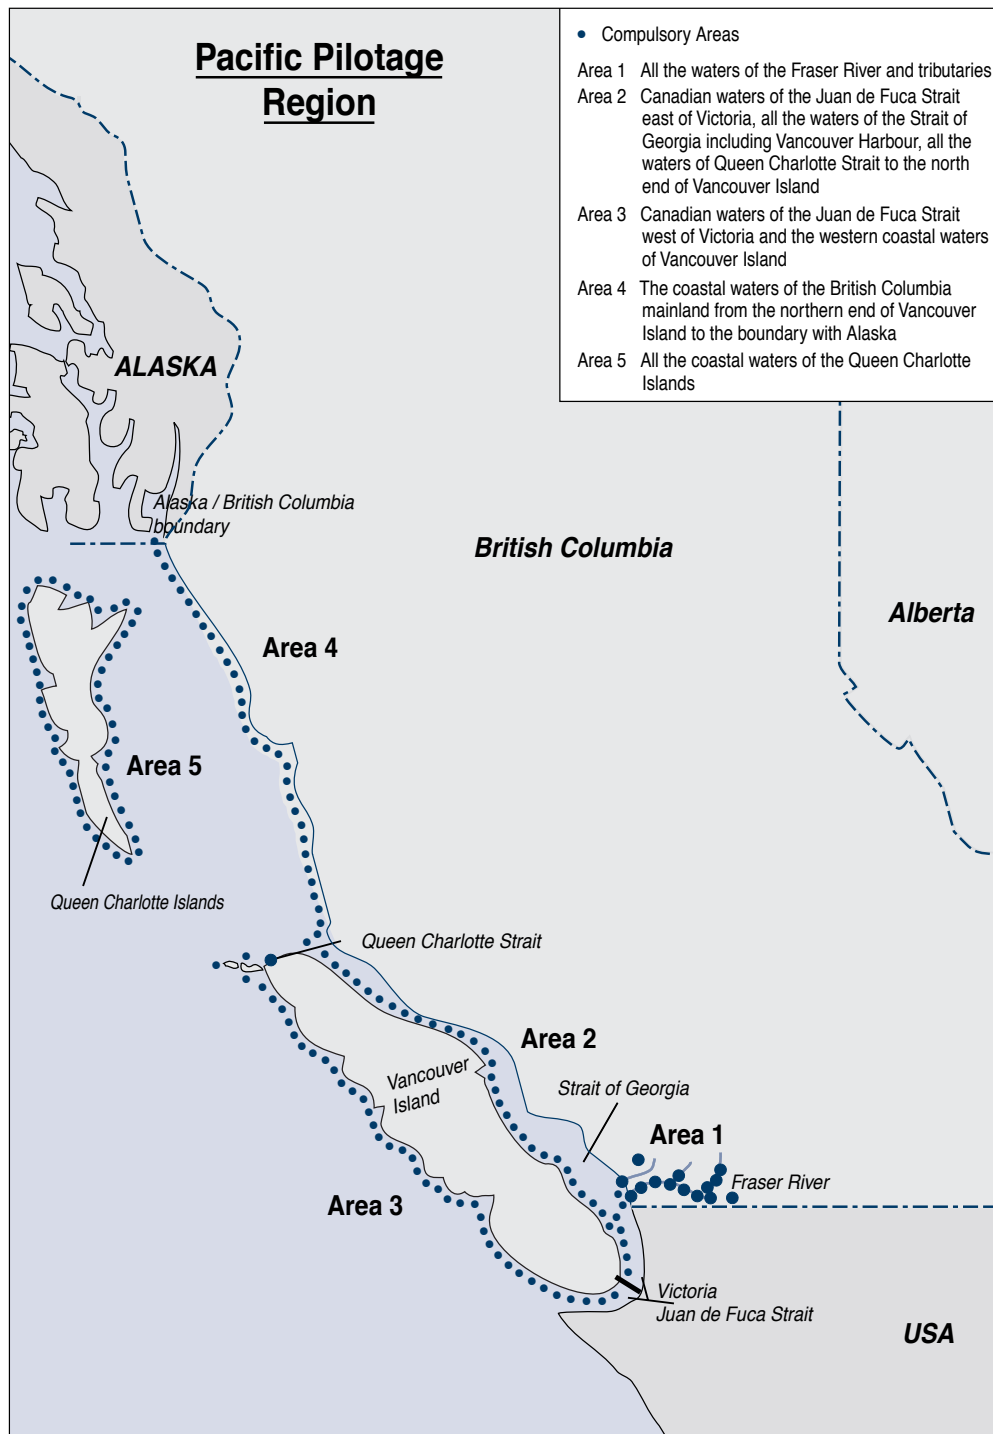 Pacific Pilotage
Region
• Compulsory Areas
Area 1 All the waters of the Fraser River and tributaries
Area 2 Canadian waters of the Juan de Fuca Strait
east of Victoria, all the waters of the Strait of
Georgia including Vancouver Harbour, all the
waters of Queen Charlotte Strait to the north
end of Vancouver Island
Area 3 Canadian waters of the Juan de Fuca Strait
west of Victoria and the western coastal waters
of Vancouver Island
Area 4 The coastal waters of the British Columbia
mainland from the northern end of Vancouver
Island to the boundary with Alaska
Area 5 All the coastal waters of the Queen Charlotte
Islands
ALASKA
Alaska / British Columbia
boundary
British Columbia
Alberta
Area 4
Area 5
Queen Charlotte Islands
Queen Charlotte Strait
Area 2
Vancouver
Island
Strait of Georgia
Area 1
Fraser River
Area 3
Victoria
Juan de Fuca Strait
USA